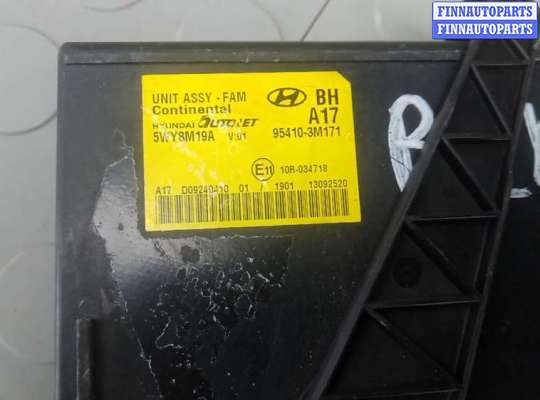 FINNAUTOPARTS
FINNAUTOPARTS
UNIT ASSY - FAM
Continental
HYUNDAI AUTONET
5WY8M19A V:01
BH
A17
95410-3M171
E11 10R-034718
A17 D09240410 01 1901 13092520